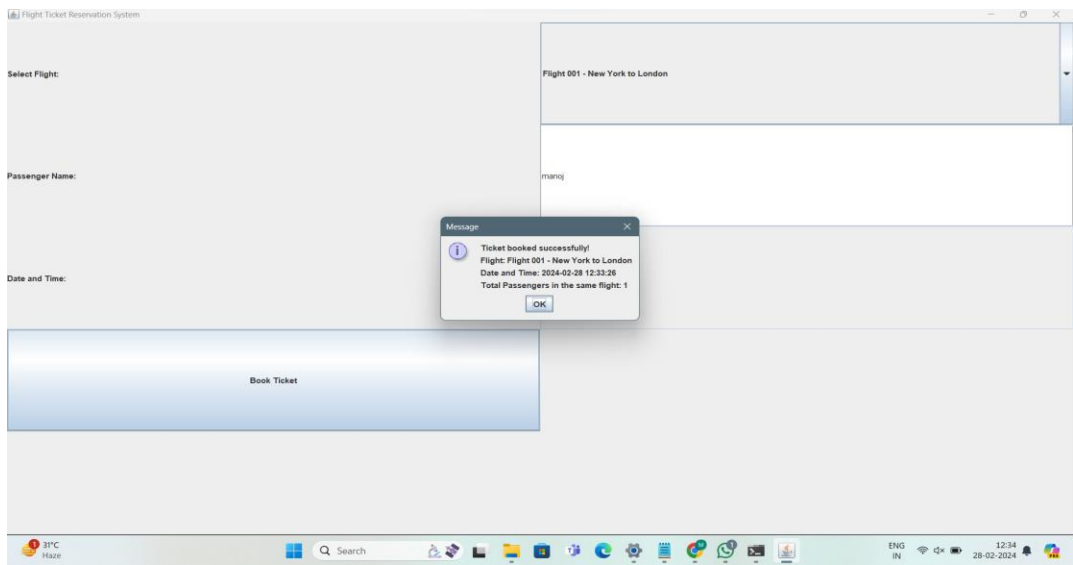 Flight Ticket Reservation System
Select Flight:
Flight 001 - New York to London
Passenger Name:
manoj
Message
Ticket booked successfully!
Flight: Flight 001 - New York to London
Date and Time: 2024-02-28 12:33:26
Total Passengers in the same flight: 1
OK
Date and Time:
Book Ticket
1
31°C
Haze
Search
M
1
ENG
IN
12:34
28-02-2024